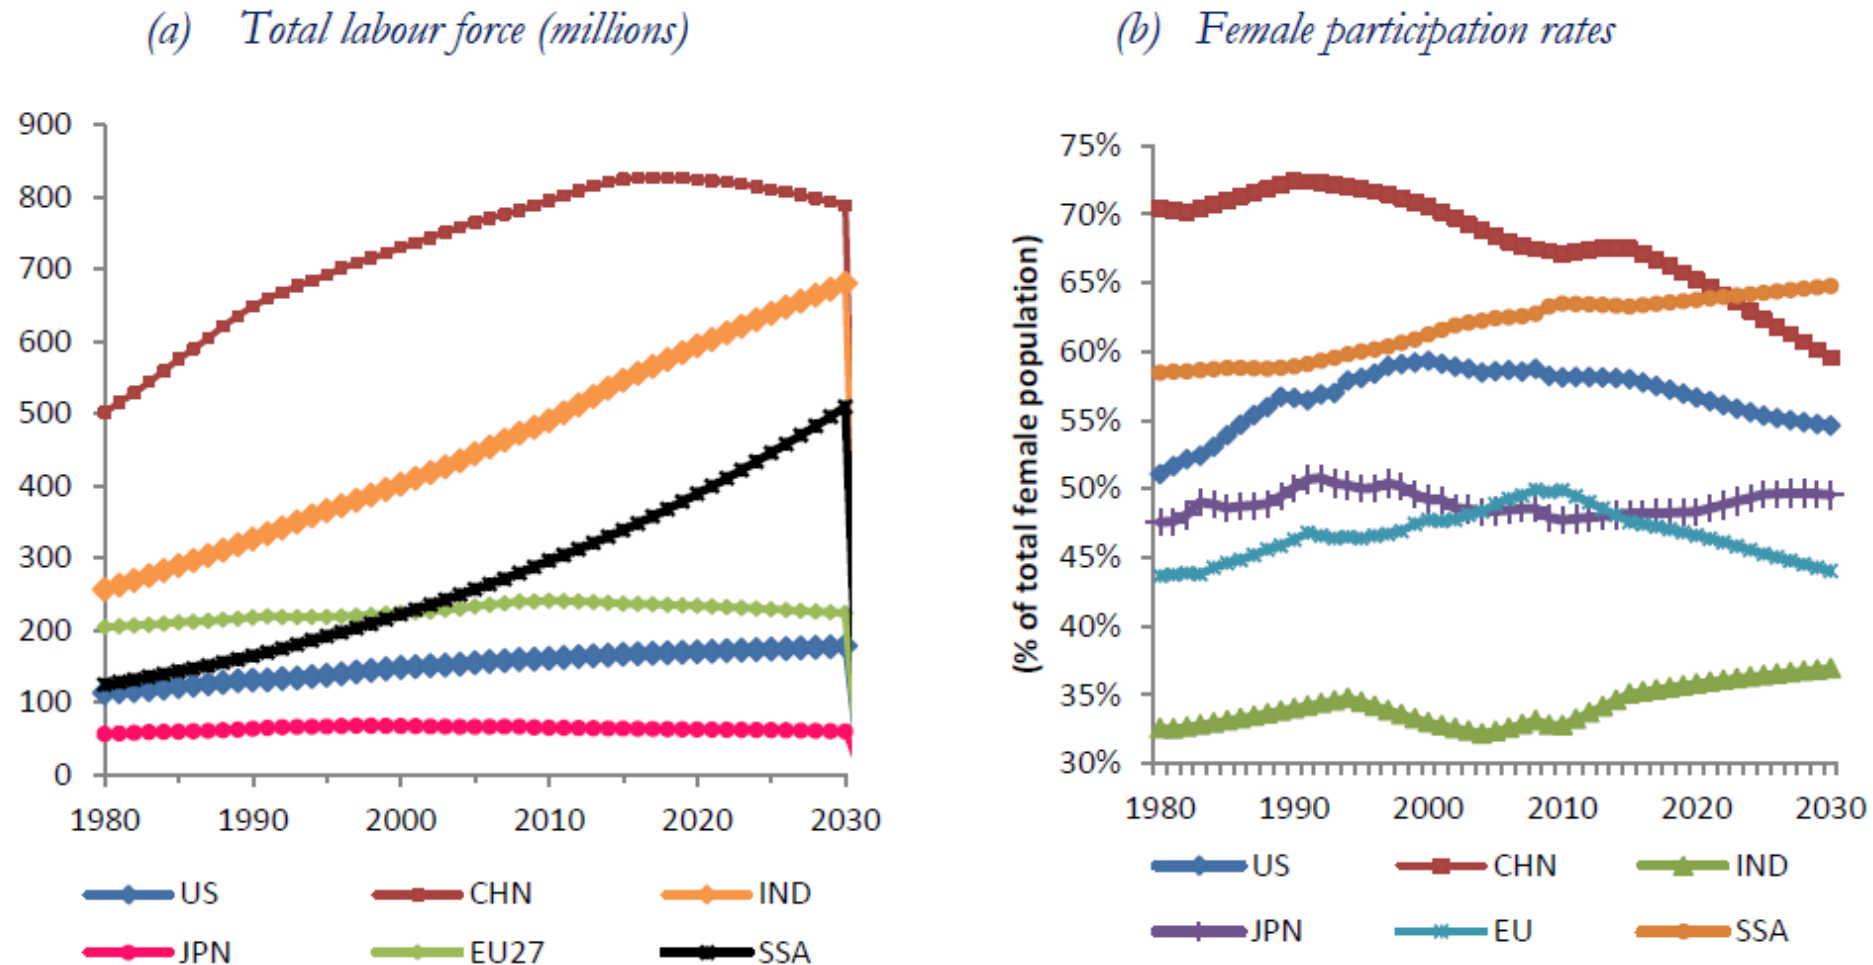 (a) Total labour force (millions)
900
800
700
600
500
400
300
200
100
0
1980 1990 2000 2010 2020 2030
US CHN IND
JPN EU27 SSA
(b) Female participation rates
(% of total female population)
75%
70%
65%
60%
55%
50%
45%
40%
35%
30%
1980 1990 2000 2010 2020 2030
US CHN IND
JPN EU SSA